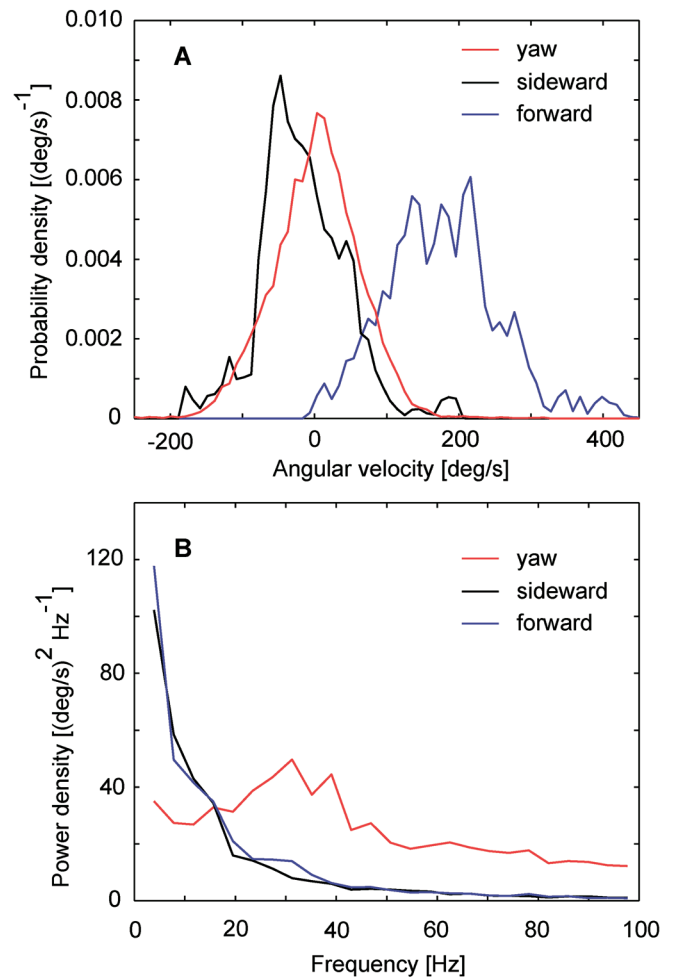 0.010
0.008
0.006
0.004
0.002
0
Probability density [(deg/s)⁻¹]
A
yaw
sideward
forward
-200 0 200 400
Angular velocity [deg/s]
120
80
40
0
Power density [(deg/s)² Hz⁻¹]
B
yaw
sideward
forward
0 20 40 60 80 100
Frequency [Hz]